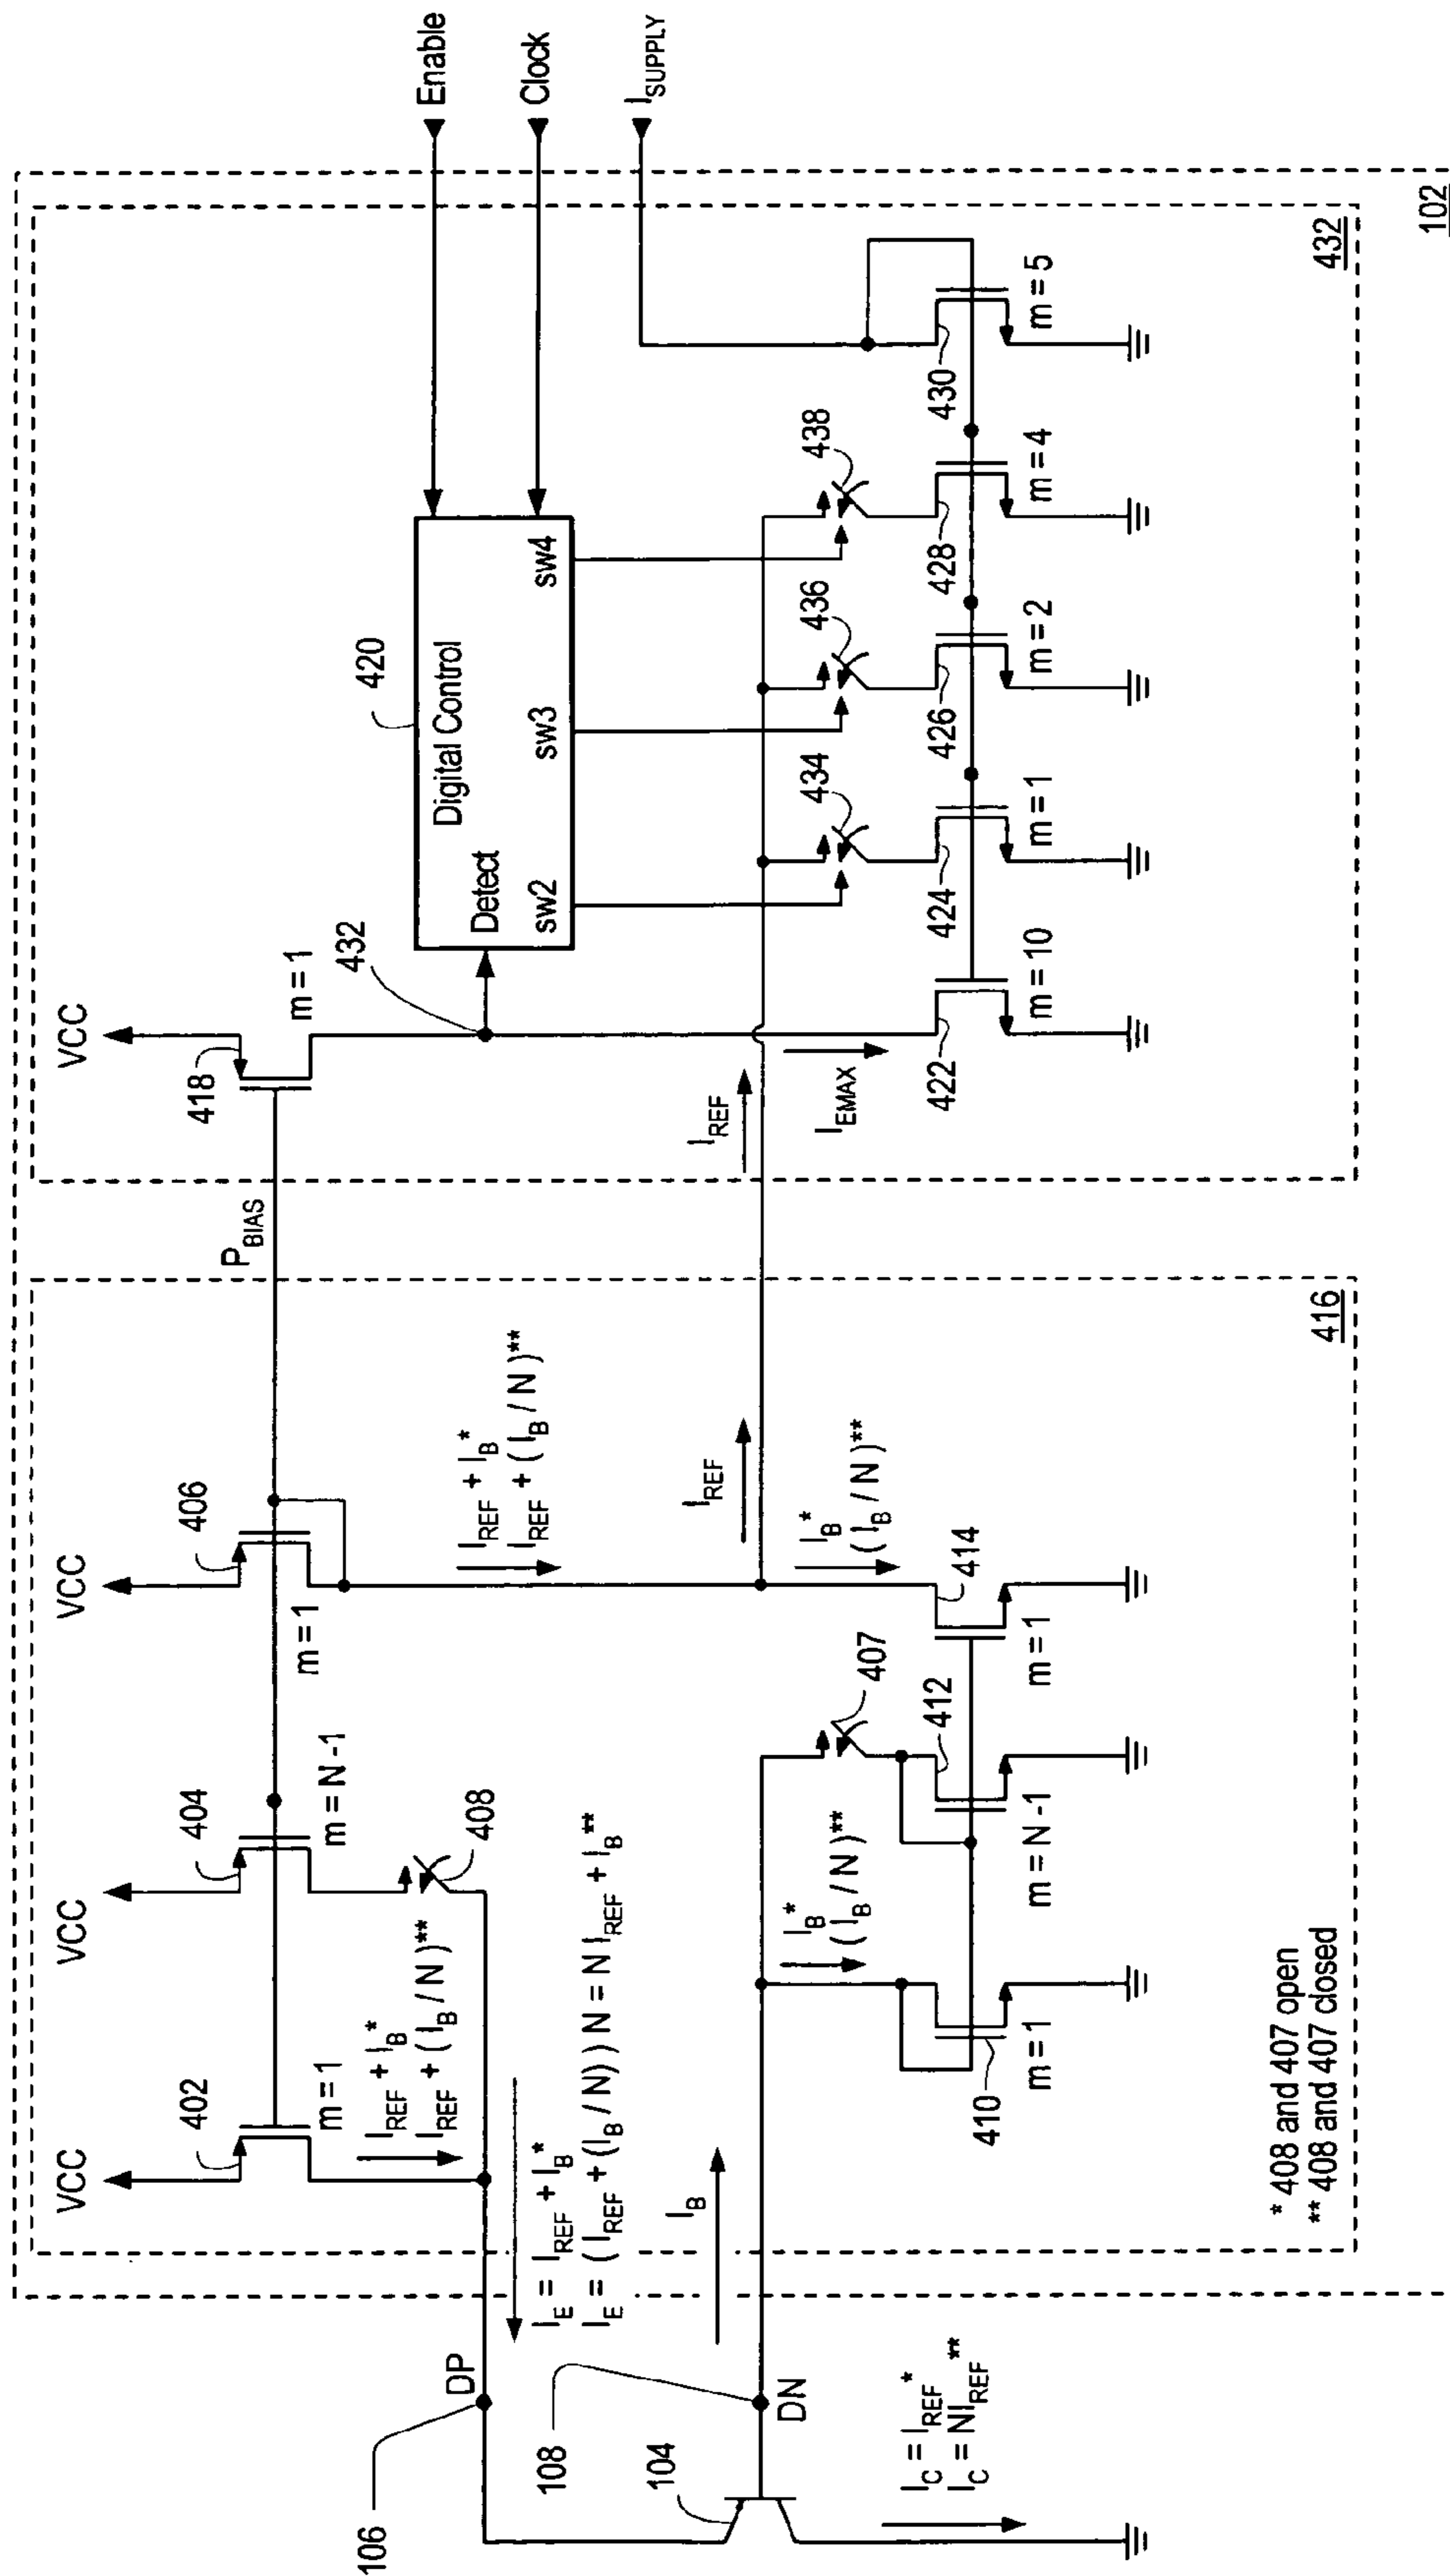 VCC
402
m = 1
I_REF + I_B*
I_REF + ( I_B / N )**
VCC
404
m = N -1
408
VCC
406
m = 1
I_REF + I_B*
I_REF + ( I_B / N )**
P_BIAS
VCC
418
m = 1
432
420
Digital Control
Detect
sw2
sw3
sw4
Enable
Clock
I_SUPPLY
106
DP
I_E = I_REF + I_B*
I_E = ( I_REF + (I_B / N) ) N = N I_REF + I_B**
108
DN
104
I_B
I_C = I_REF*
I_C = NI_REF**
I_B*
( I_B / N )**
410
m = 1
407
412
m = N -1
I_REF
I_B*
( I_B / N )**
414
m = 1
* 408 and 407 open
** 408 and 407 closed
416
I_REF
I_EMAX
422
m = 10
434
424
m = 1
436
426
m = 2
438
428
m = 4
430
m = 5
432
102